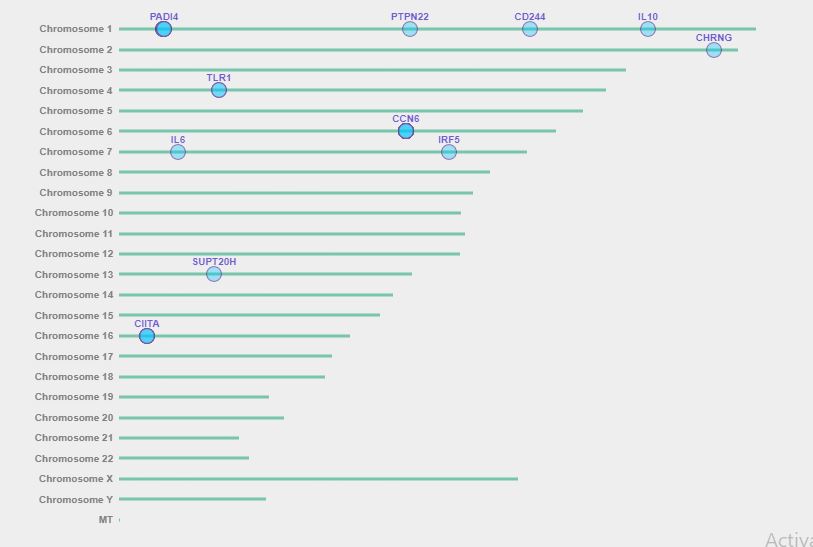 PADI4 PTPN22 CD244 IL10
Chromosome 1
CHRNG
Chromosome 2
Chromosome 3
TLR1
Chromosome 4
Chromosome 5
CCN6
Chromosome 6
IL6 IRF5
Chromosome 7
Chromosome 8
Chromosome 9
Chromosome 10
Chromosome 11
Chromosome 12
SUPT20H
Chromosome 13
Chromosome 14
Chromosome 15
CIITA
Chromosome 16
Chromosome 17
Chromosome 18
Chromosome 19
Chromosome 20
Chromosome 21
Chromosome 22
Chromosome X
Chromosome Y
MT
Activa